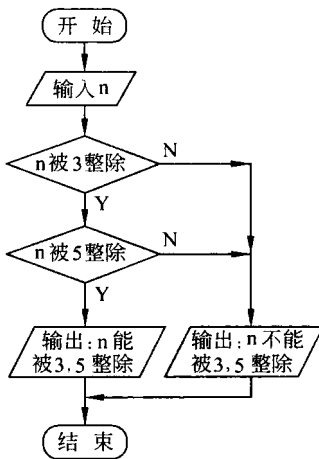 开 始
输入n
n被3整除
N
Y
n被5整除
N
Y
输出:n能
被3,5整除
输出:n不能
被3,5整除
结 束